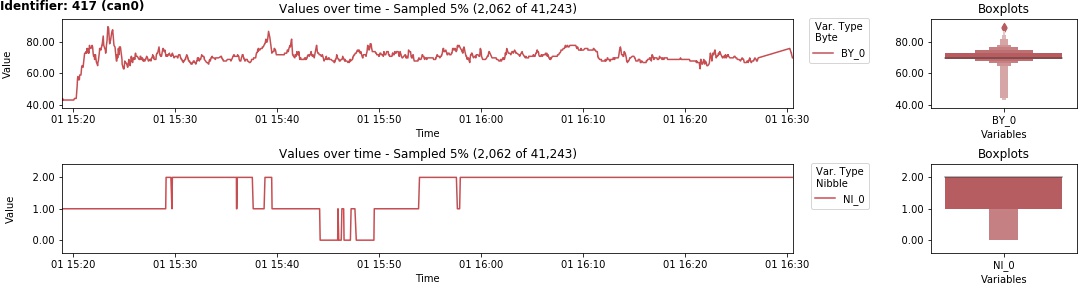 Identifier: 417 (can0)
Values over time - Sampled 5% (2,062 of 41,243)
Boxplots
Value
80.00
60.00
40.00
01 15:20 01 15:30 01 15:40 01 15:50 01 16:00 01 16:10 01 16:20 01 16:30
Time
Var. Type
Byte
BY_0
80.00
60.00
40.00
BY_0
Variables
Values over time - Sampled 5% (2,062 of 41,243)
Boxplots
Value
2.00
1.00
0.00
01 15:20 01 15:30 01 15:40 01 15:50 01 16:00 01 16:10 01 16:20 01 16:30
Time
Var. Type
Nibble
NI_0
2.00
1.00
0.00
NI_0
Variables